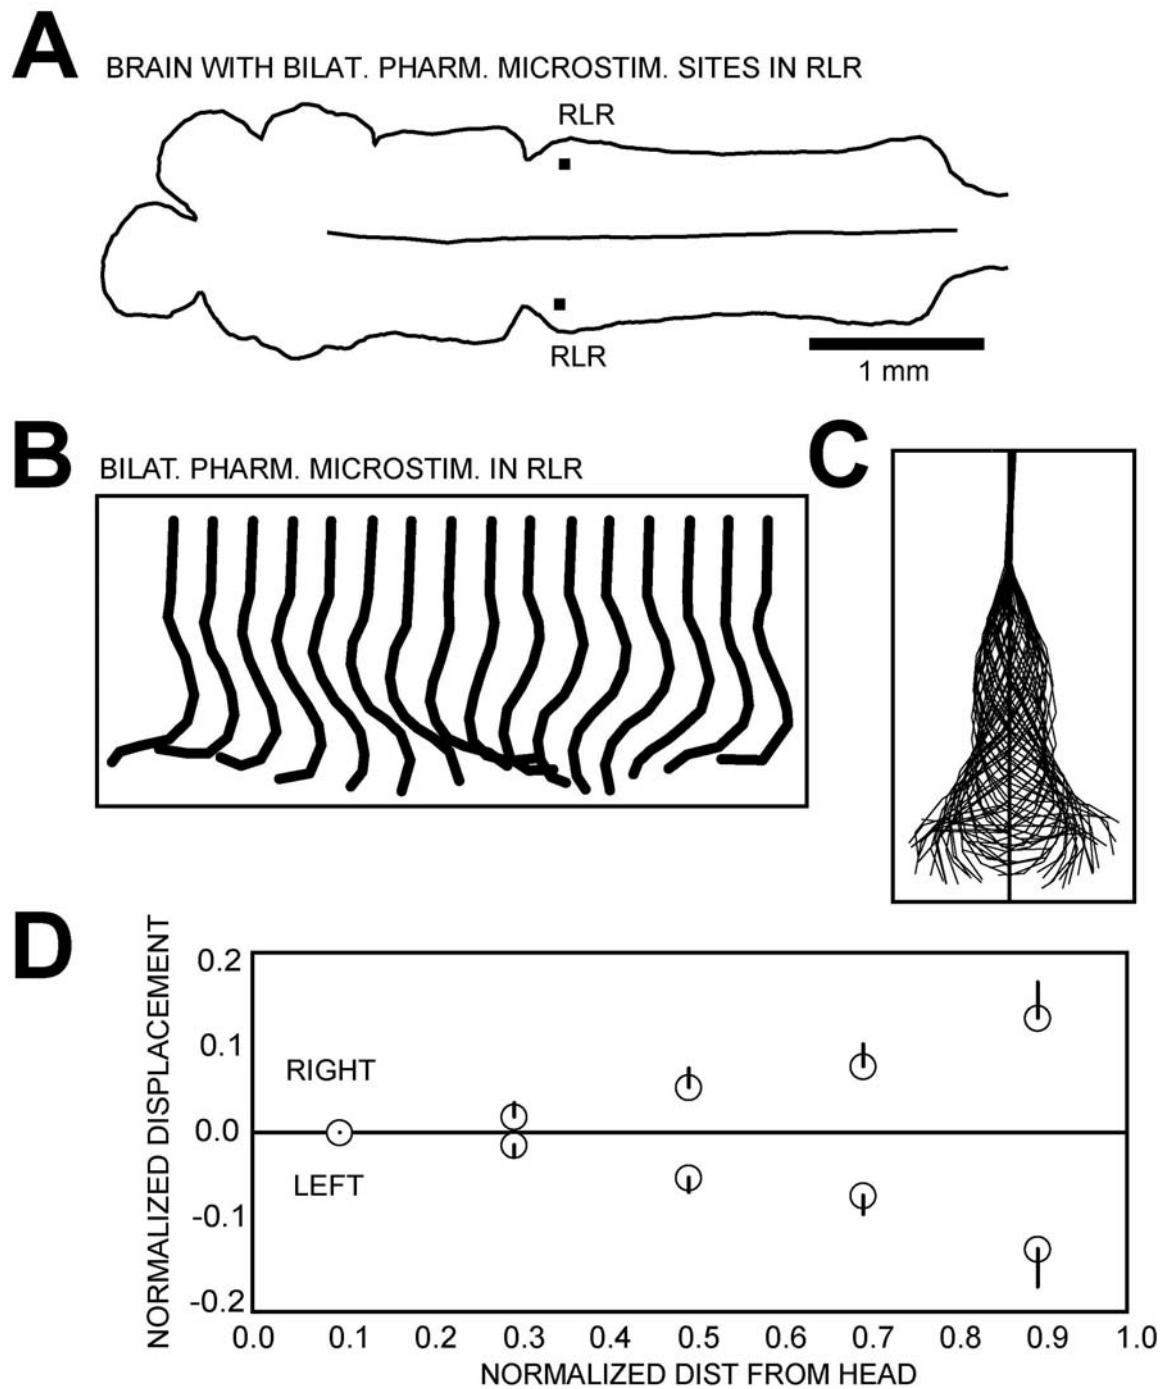 A
BRAIN WITH BILAT. PHARM. MICROSTIM. SITES IN RLR
RLR
RLR
1 mm
B
BILAT. PHARM. MICROSTIM. IN RLR
C
D
NORMALIZED DISPLACEMENT
0.2
0.1
0.0
-0.1
-0.2
RIGHT
LEFT
0.0 0.1 0.2 0.3 0.4 0.5 0.6 0.7 0.8 0.9 1.0
NORMALIZED DIST FROM HEAD